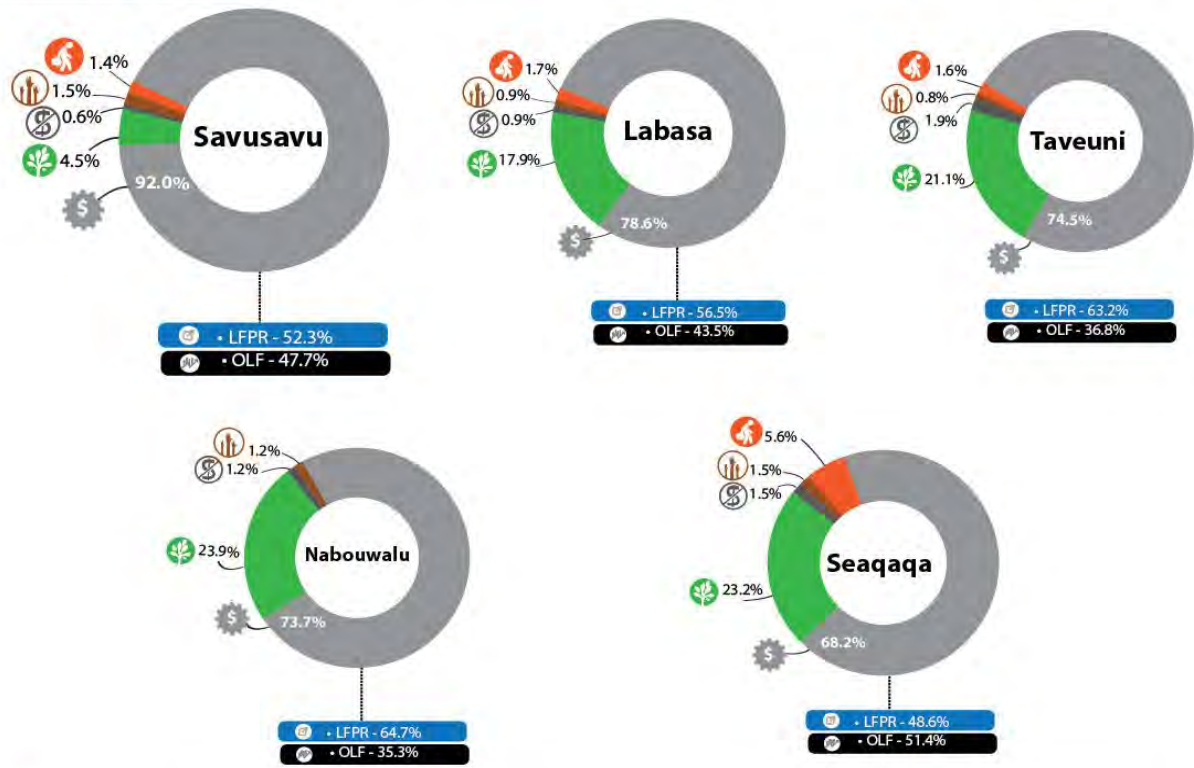 1.4%
1.5%
0.6%
4.5%
92.0%
$
Savusavu
• LFPR - 52.3%
• OLF - 47.7%
1.7%
0.9%
$ 0.9%
17.9%
78.6%
$
Labasa
• LFPR - 56.5%
• OLF - 43.5%
1.6%
0.8%
$ 1.9%
21.1%
74.5%
$
Taveuni
• LFPR - 63.2%
• OLF - 36.8%
1.2%
$ 1.2%
23.9%
73.7%
$
Nabouwalu
• LFPR - 64.7%
• OLF - 35.3%
5.6%
1.5%
$ 1.5%
23.2%
68.2%
$
Seaqaqa
• LFPR - 48.6%
• OLF - 51.4%